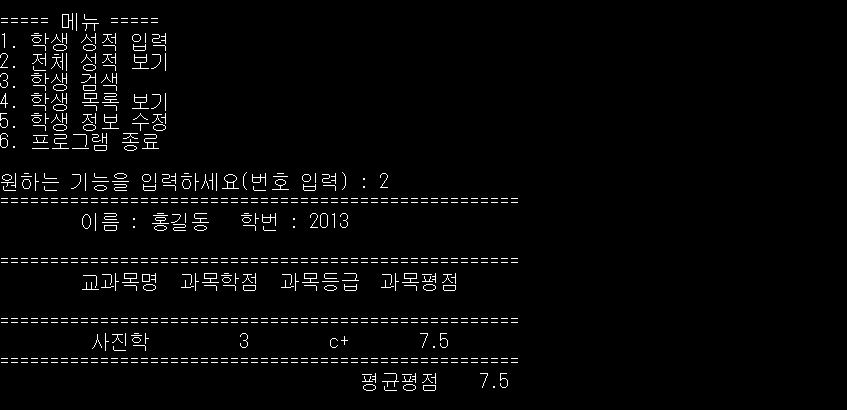 ===== 메뉴 =====
1. 학생 성적 입력
2. 전체 성적 보기
3. 학생 검색
4. 학생 목록 보기
5. 학생 정보 수정
6. 프로그램 종료
원하는 기능을 입력하세요(번호 입력) : 2
====================================================
이름 : 홍길동 학번 : 2013
====================================================
교과목명 과목학점 과목등급 과목평점
====================================================
사진학 3 c+ 7.5
====================================================
평균평점 7.5